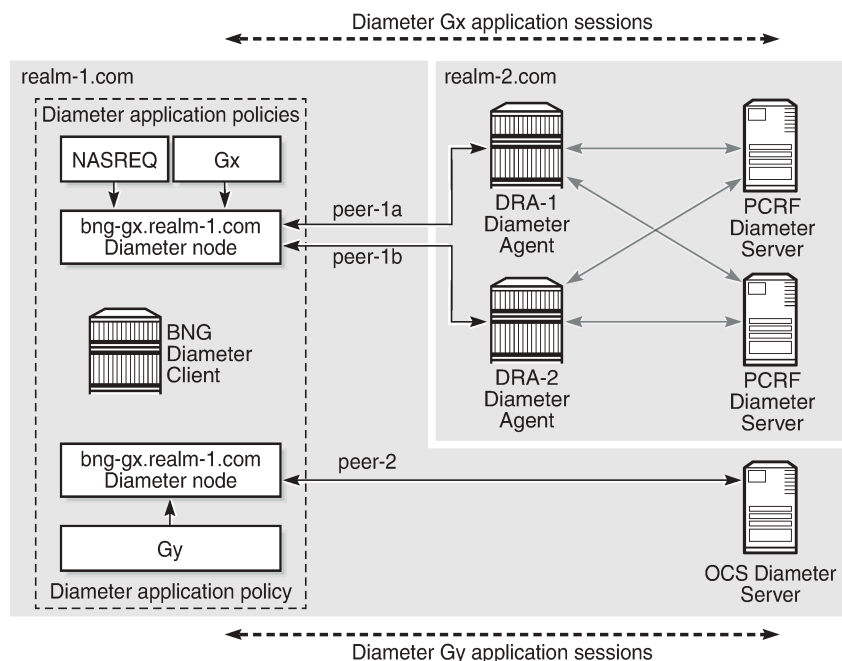 Diameter Gx application sessions
realm-1.com
realm-2.com
Diameter application policies
NASREQ
Gx
bng-gx.realm-1.com
Diameter node
peer-1a
peer-1b
DRA-1
Diameter
Agent
PCRF
Diameter
Server
BNG
Diameter
Client
DRA-2
Diameter
Agent
PCRF
Diameter
Server
bng-gx.realm-1.com
Diameter node
peer-2
Gy
Diameter application policy
OCS Diameter
Server
Diameter Gy application sessions